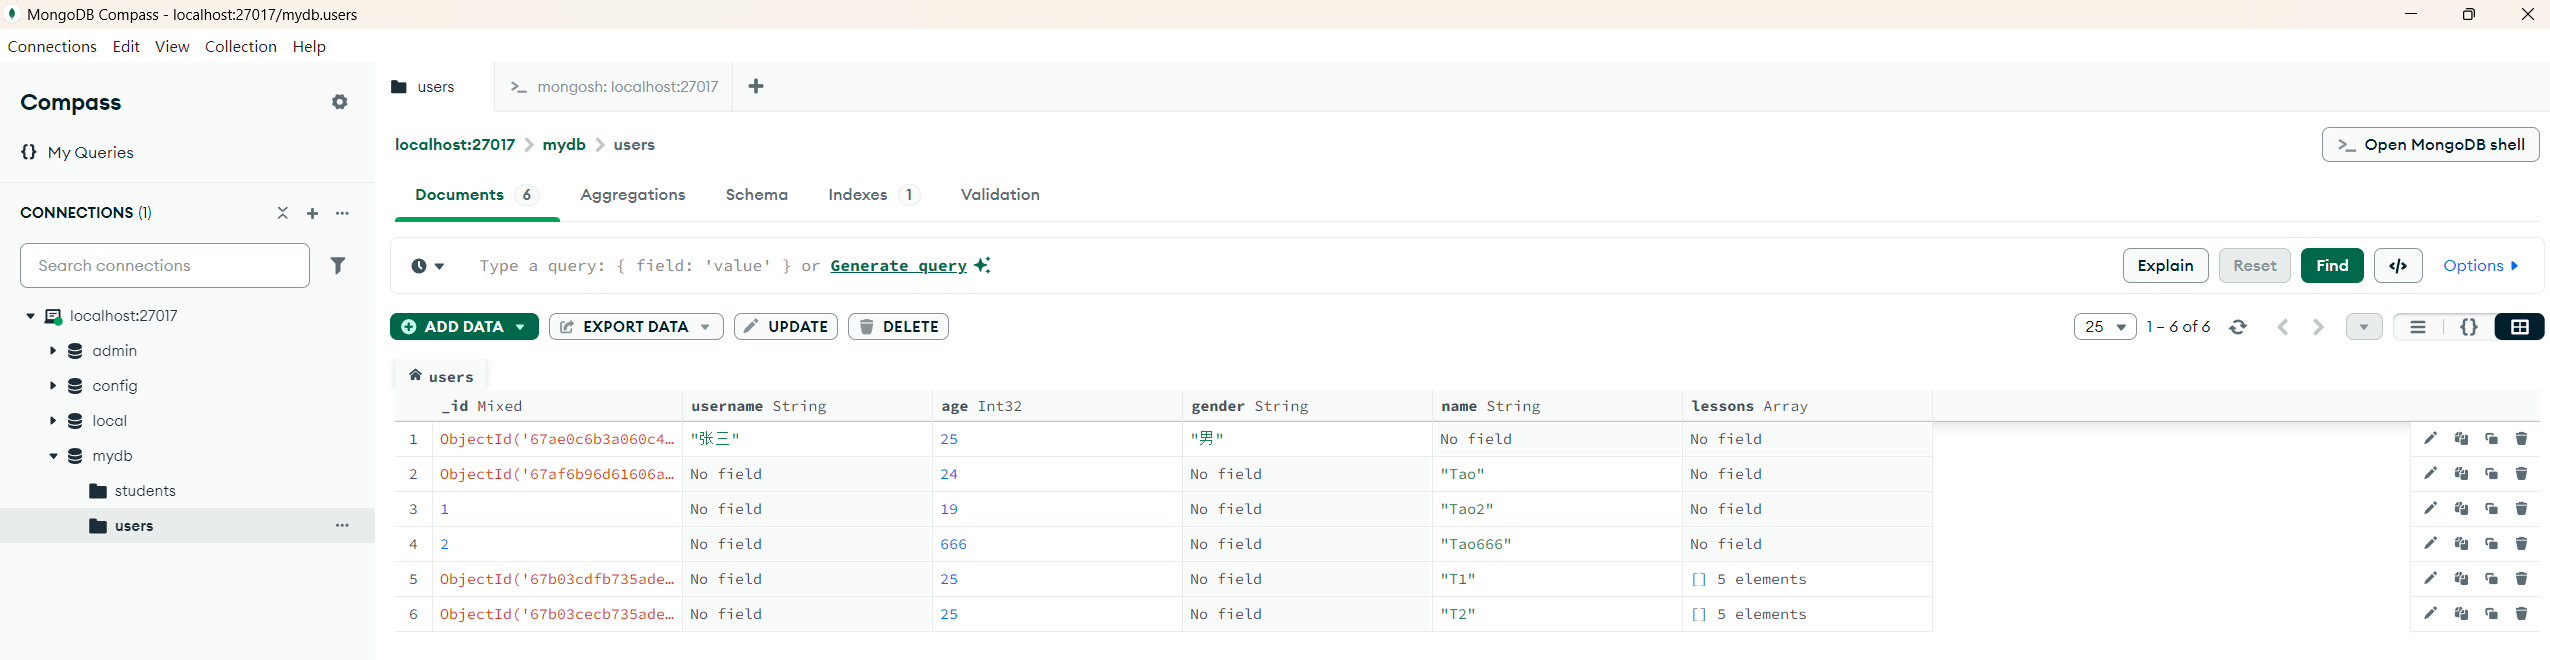 MongoDB Compass - localhost:27017/mydb.users
Connections Edit View Collection Help
Compass
{} My Queries
CONNECTIONS (1)
Search connections
localhost:27017
admin
config
local
mydb
students
users
users
>_ mongosh: localhost:27017
localhost:27017 > mydb > users
>_ Open MongoDB shell
Documents 6 Aggregations Schema Indexes 1 Validation
Type a query: { field: 'value' } or Generate query
Explain Reset Find </> Options
ADD DATA EXPORT DATA UPDATE DELETE
25 1 – 6 of 6 {}
users
_id Mixed username String age Int32 gender String name String lessons Array
1 ObjectId('67ae0c6b3a060c4… "张三" 25 "男" No field No field
2 ObjectId('67af6b96d61606a… No field 24 No field "Tao" No field
3 1 No field 19 No field "Tao2" No field
4 2 No field 666 No field "Tao666" No field
5 ObjectId('67b03cdfb735ade… No field 25 No field "T1" [] 5 elements
6 ObjectId('67b03cecb735ade… No field 25 No field "T2" [] 5 elements